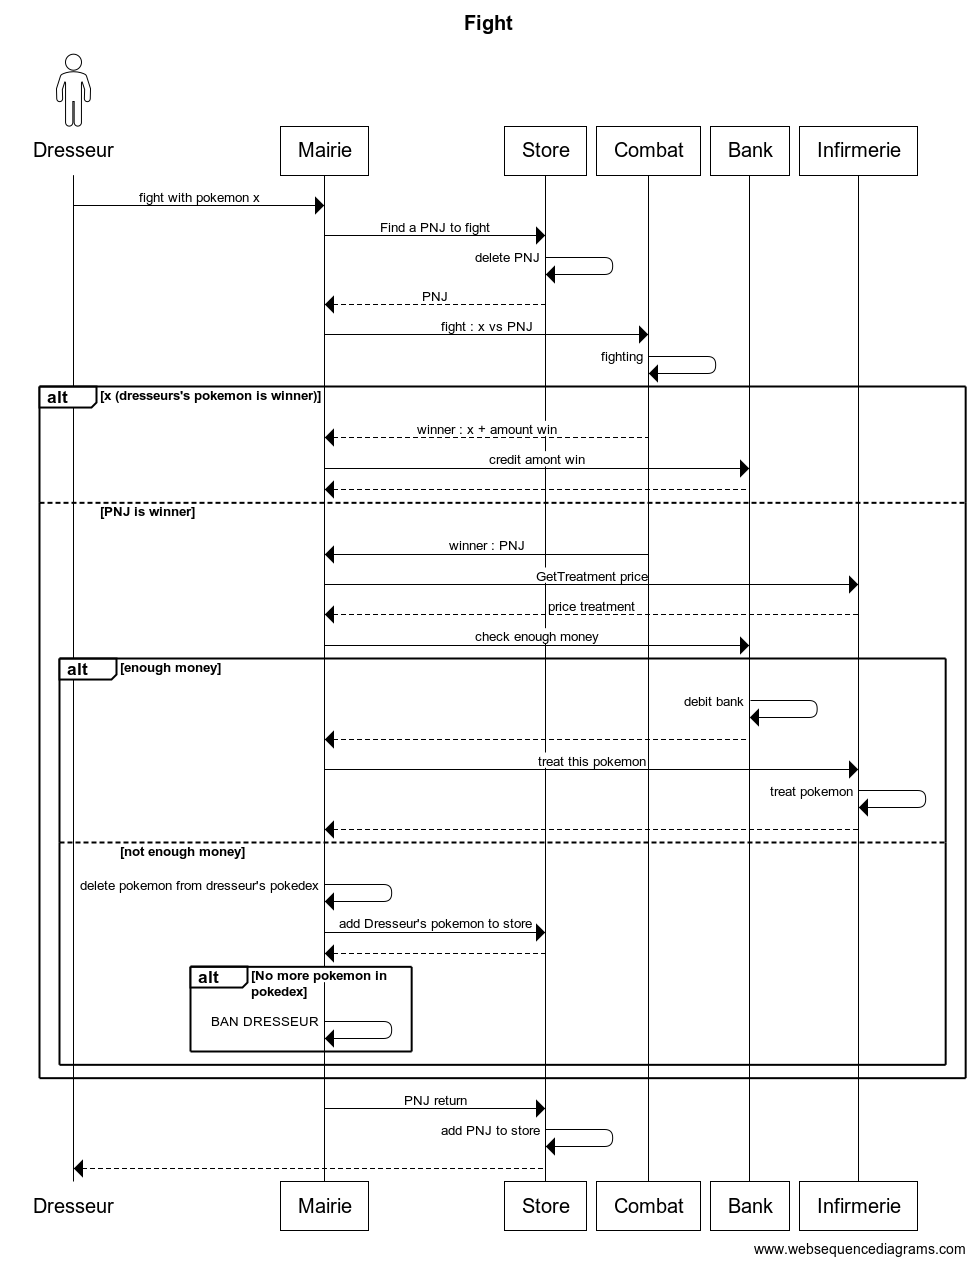 Fight
Dresseur
Mairie
Store
Combat
Bank
Infirmerie
fight with pokemon x
Find a PNJ to fight
delete PNJ
PNJ
fight : x vs PNJ
fighting
alt
[x (dresseurs's pokemon is winner)]
winner : x + amount win
credit amont win
[PNJ is winner]
winner : PNJ
GetTreatment price
price treatment
check enough money
alt
[enough money]
debit bank
treat this pokemon
treat pokemon
[not enough money]
delete pokemon from dresseur's pokedex
add Dresseur's pokemon to store
alt
[No more pokemon in
pokedex]
BAN DRESSEUR
PNJ return
add PNJ to store
Dresseur
Mairie
Store
Combat
Bank
Infirmerie
www.websequencediagrams.com